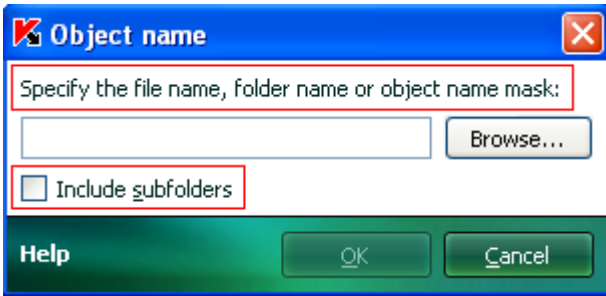 Object name
Specify the file name, folder name or object name mask:
Browse...
Include subfolders
Help
OK
Cancel